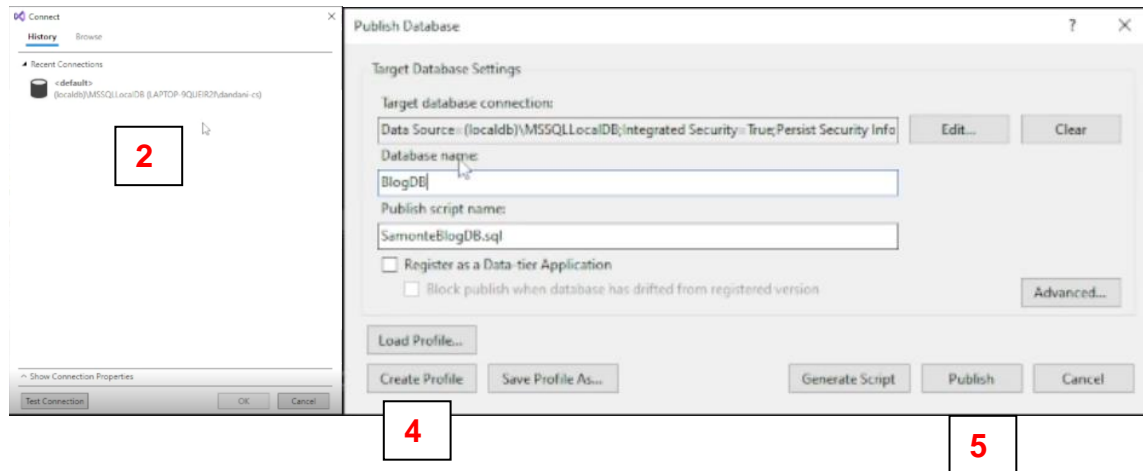 Connect
History Browse
Recent Connections
<default>
(localdb)\MSSQLLocalDB (LAPTOP-9QUEIR2I\dandani-cs)
2
Show Connection Properties
Test Connection OK Cancel
Publish Database ? ×
Target Database Settings
Target database connection:
Data Source=(localdb)\MSSQLLocalDB;Integrated Security=True;Persist Security Info
Edit... Clear
Database name:
BlogDB
Publish script name:
SamonteBlogDB.sql
Register as a Data-tier Application
Block publish when database has drifted from registered version
Advanced...
Load Profile...
Create Profile Save Profile As... Generate Script Publish Cancel
4 5